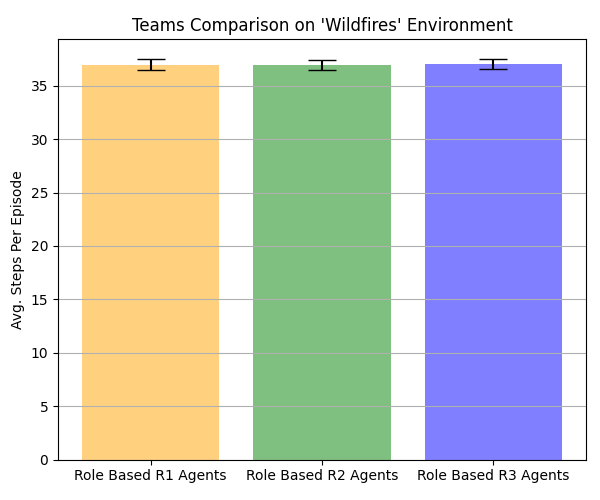 Teams Comparison on 'Wildfires' Environment
Avg. Steps Per Episode
35
30
25
20
15
10
5
0
Role Based R1 Agents Role Based R2 Agents Role Based R3 Agents